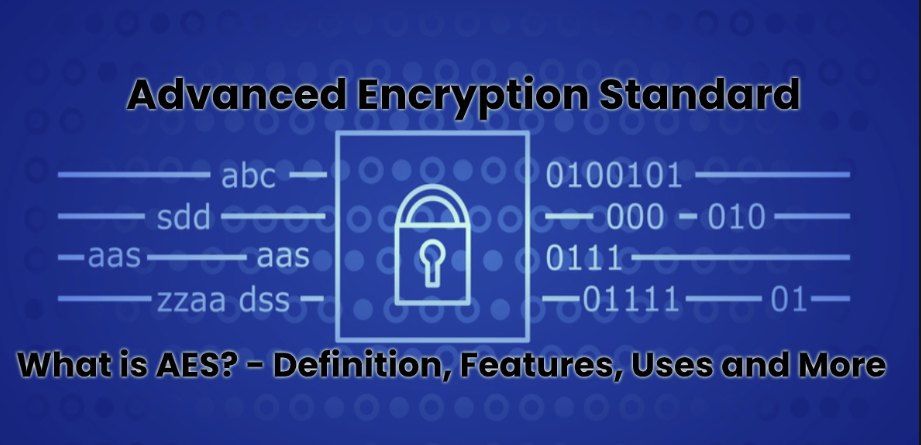 Advanced Encryption Standard
abc 0100101
sdd 000 - 010
aas aas 0111
zzaa dss 01111 01
What is AES? - Definition, Features, Uses and More